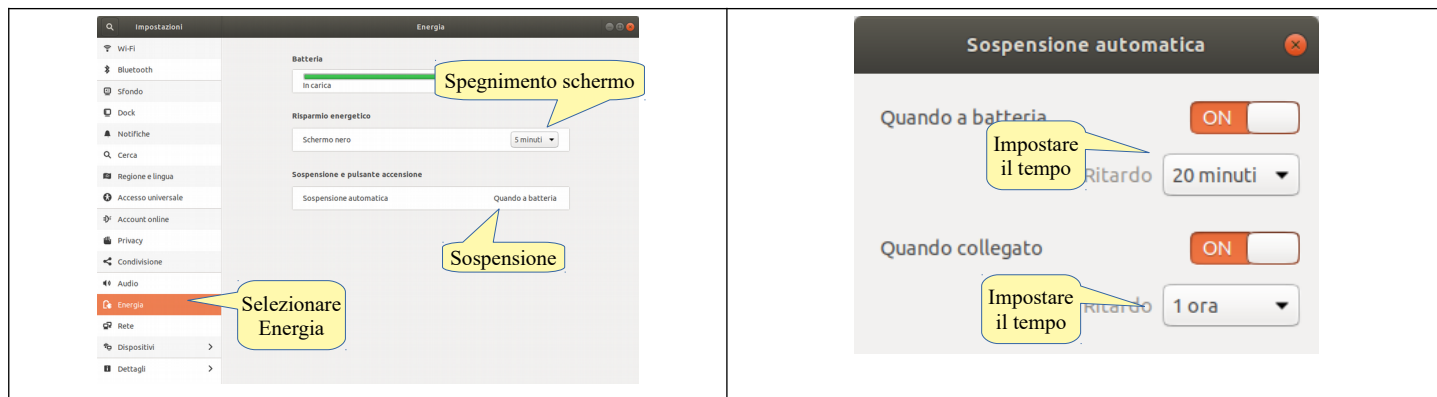 Impostazioni
Energia
Wi-Fi
Bluetooth
Sfondo
Dock
Notifiche
Cerca
Regione e lingua
Accesso universale
Account online
Privacy
Condivisione
Audio
Energia
Rete
Dispositivi
Dettagli
Batteria
In carica
Spegnimento schermo
Risparmio energetico
Schermo nero
5 minuti
Sospensione e pulsante accensione
Sospensione automatica
Quando a batteria
Sospensione
Selezionare
Energia
Sospensione automatica
Quando a batteria
ON
Impostare
il tempo
Ritardo
20 minuti
Quando collegato
ON
Impostare
il tempo
Ritardo
1 ora